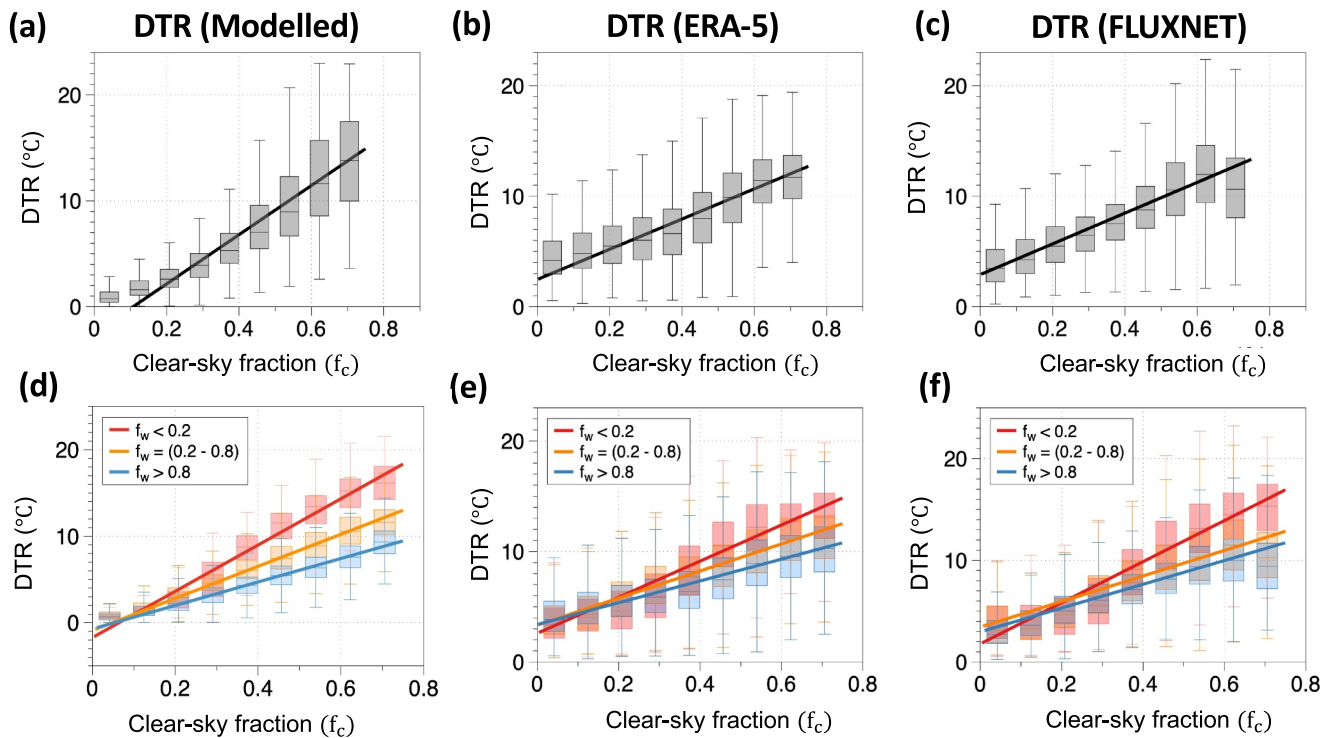 (a) DTR (Modelled)
(b) DTR (ERA-5)
(c) DTR (FLUXNET)
DTR (°C)
20
10
0
0 0.2 0.4 0.6 0.8
Clear-sky fraction (fc)
DTR (°C)
20
10
0
0 0.2 0.4 0.6 0.8
Clear-sky fraction (fc)
DTR (°C)
20
10
0
0 0.2 0.4 0.6 0.8
Clear-sky fraction (fc)
(d)
fw < 0.2
fw = (0.2 - 0.8)
fw > 0.8
DTR (°C)
20
10
0
0 0.2 0.4 0.6 0.8
Clear-sky fraction (fc)
(e)
fw < 0.2
fw = (0.2 - 0.8)
fw > 0.8
DTR (°C)
20
10
0
0 0.2 0.4 0.6 0.8
Clear-sky fraction (fc)
(f)
fw < 0.2
fw = (0.2 - 0.8)
fw > 0.8
DTR (°C)
20
10
0
0 0.2 0.4 0.6 0.8
Clear-sky fraction (fc)